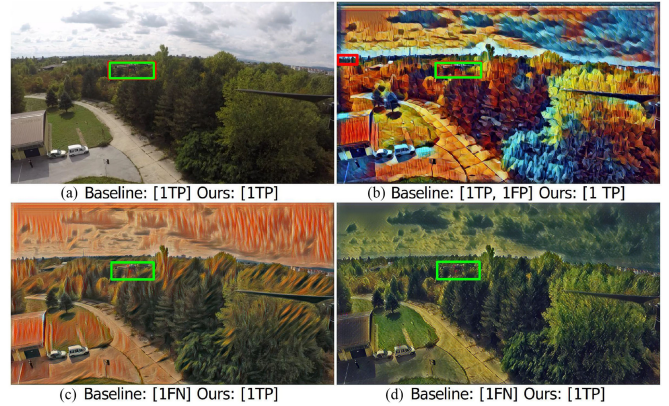 (a) Baseline: [1TP] Ours: [1TP]
(b) Baseline: [1TP, 1FP] Ours: [1 TP]
(c) Baseline: [1FN] Ours: [1TP]
(d) Baseline: [1FN] Ours: [1TP]